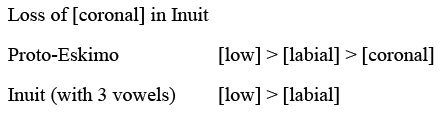 Loss of [coronal] in Inuit
Proto-Eskimo [low] > [labial] > [coronal]
Inuit (with 3 vowels) [low] > [labial]